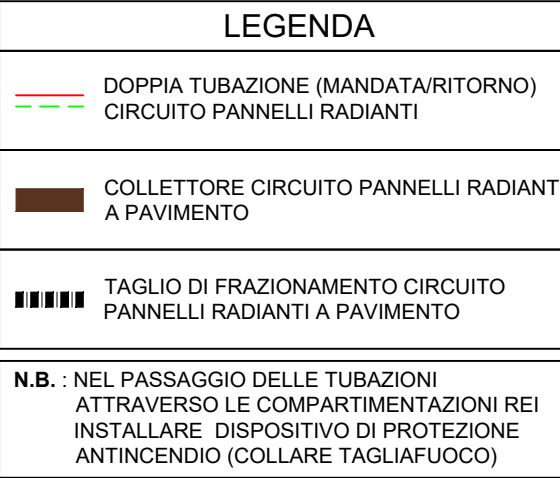 LEGENDA
DOPPIA TUBAZIONE (MANDATA/RITORNO)
CIRCUITO PANNELLI RADIANTI
COLLETTORE CIRCUITO PANNELLI RADIANT
A PAVIMENTO
TAGLIO DI FRAZIONAMENTO CIRCUITO
PANNELLI RADIANTI A PAVIMENTO
N.B. : NEL PASSAGGIO DELLE TUBAZIONI
ATTRAVERSO LE COMPARTIMENTAZIONI REI
INSTALLARE DISPOSITIVO DI PROTEZIONE
ANTINCENDIO (COLLARE TAGLIAFUOCO)